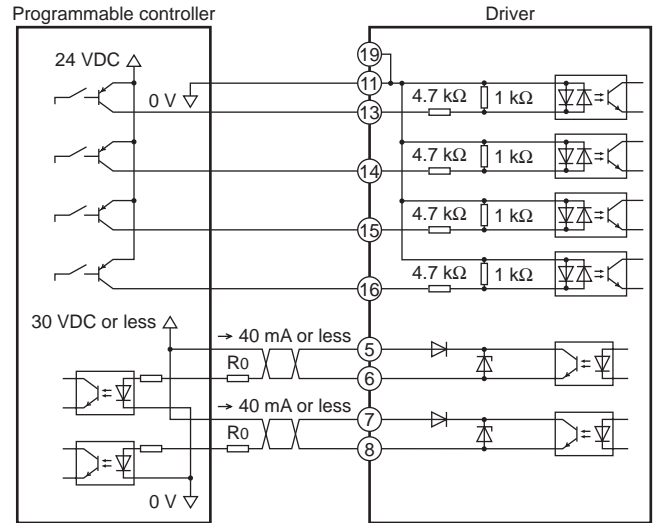 Programmable controller
Driver
24 VDC
19
11
0 V
4.7 kΩ
1 kΩ
13
4.7 kΩ
1 kΩ
14
4.7 kΩ
1 kΩ
15
4.7 kΩ
1 kΩ
16
30 VDC or less
→ 40 mA or less
5
R0
6
→ 40 mA or less
7
R0
8
0 V